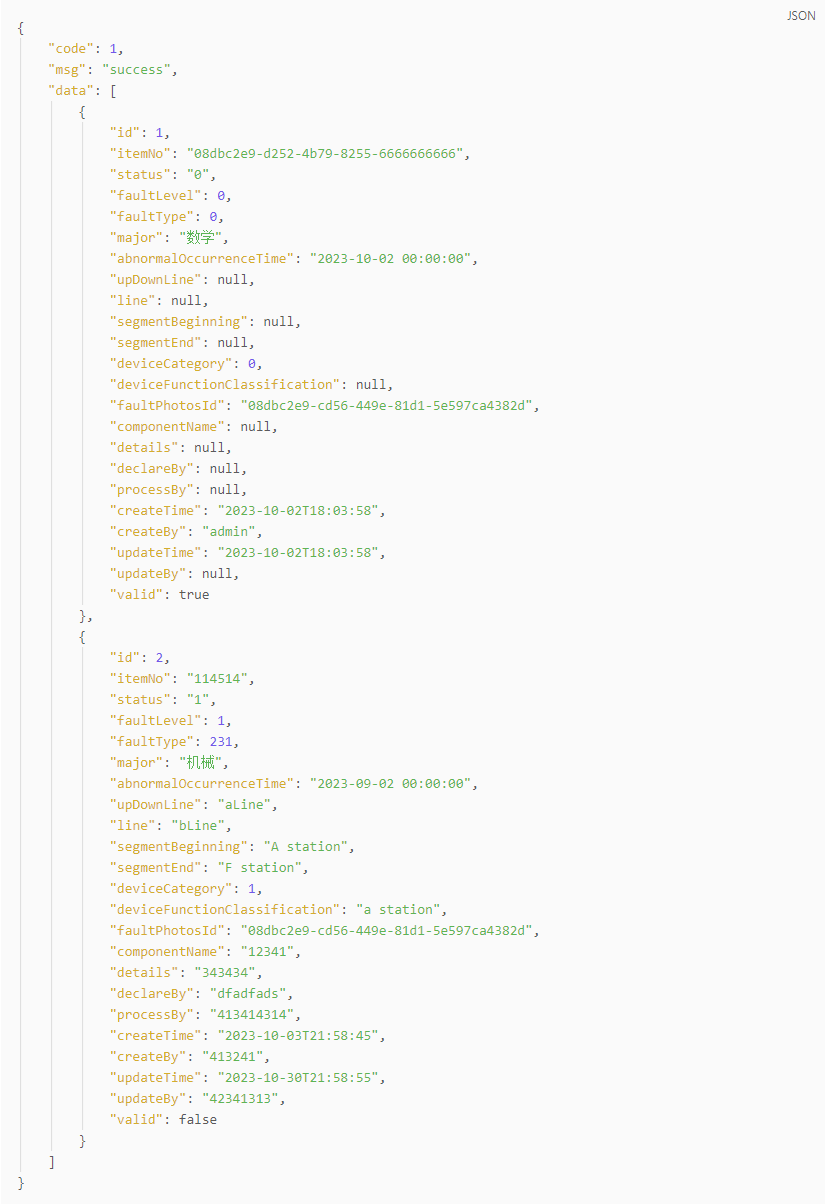 JSON
{
"code": 1,
"msg": "success",
"data": [
{
"id": 1,
"itemNo": "08dbc2e9-d252-4b79-8255-6666666666",
"status": "0",
"faultLevel": 0,
"faultType": 0,
"major": "数学",
"abnormalOccurrenceTime": "2023-10-02 00:00:00",
"upDownLine": null,
"line": null,
"segmentBeginning": null,
"segmentEnd": null,
"deviceCategory": 0,
"deviceFunctionClassification": null,
"faultPhotosId": "08dbc2e9-cd56-449e-81d1-5e597ca4382d",
"componentName": null,
"details": null,
"declareBy": null,
"processBy": null,
"createTime": "2023-10-02T18:03:58",
"createBy": "admin",
"updateTime": "2023-10-02T18:03:58",
"updateBy": null,
"valid": true
},
{
"id": 2,
"itemNo": "114514",
"status": "1",
"faultLevel": 1,
"faultType": 231,
"major": "机械",
"abnormalOccurrenceTime": "2023-09-02 00:00:00",
"upDownLine": "aLine",
"line": "bLine",
"segmentBeginning": "A station",
"segmentEnd": "F station",
"deviceCategory": 1,
"deviceFunctionClassification": "a station",
"faultPhotosId": "08dbc2e9-cd56-449e-81d1-5e597ca4382d",
"componentName": "12341",
"details": "343434",
"declareBy": "dfadfads",
"processBy": "413414314",
"createTime": "2023-10-03T21:58:45",
"createBy": "413241",
"updateTime": "2023-10-30T21:58:55",
"updateBy": "42341313",
"valid": false
}
]
}